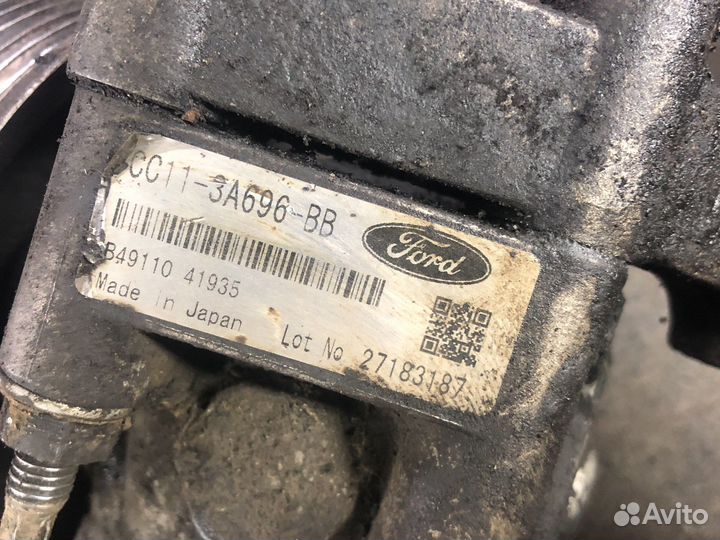 CC11-3A696-BB
Ford
B49110 41935
Made In Japan
Lot No 27183187
Avito